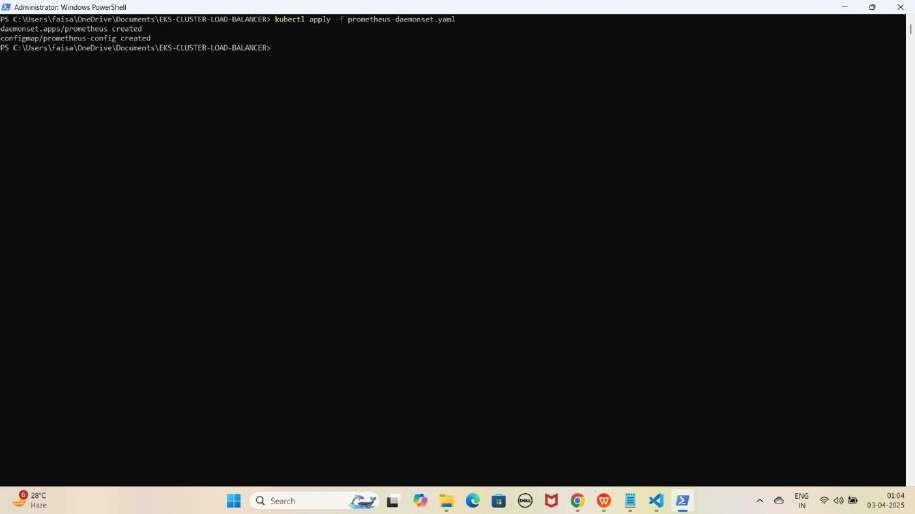 Administrator: Windows PowerShell
PS C:\Users\faisa\OneDrive\Documents\EKS-CLUSTER-LOAD-BALANCER> kubectl apply -f prometheus-daemonset.yaml
daemonset.apps/prometheus created
configmap/prometheus-config created
PS C:\Users\faisa\OneDrive\Documents\EKS-CLUSTER-LOAD-BALANCER>
6
28°C
Haze
Search
DELL
W
ENG
IN
01:04
03-04-2025